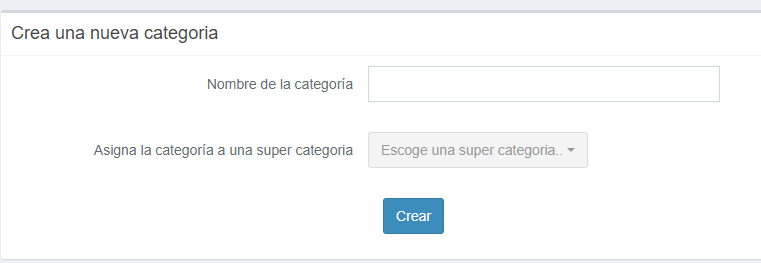 Crea una nueva categoria
Nombre de la categoría
Asigna la categoría a una super categoria
Escoge una super categoria..
Crear